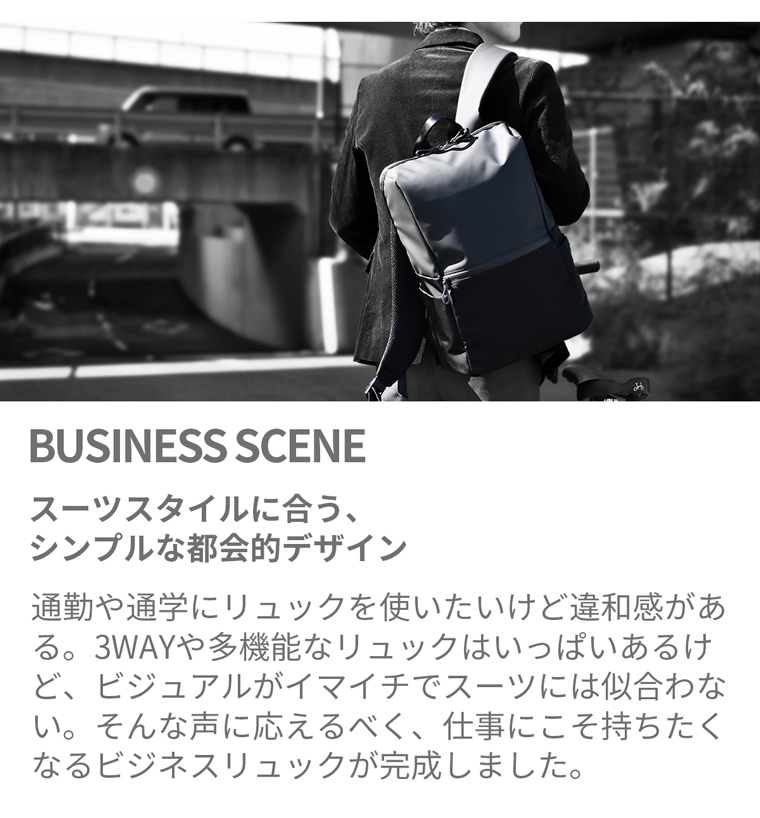 BUSINESS SCENE
スーツスタイルに合う、
シンプルな都会的デザイン
通勤や通学にリュックを使いたいけど違和感があ
る。3WAYや多機能なリュックはいっぱいあるけ
ど、ビジュアルがイマイチでスーツには似合わな
い。そんな声に応えるべく、仕事にこそ持ちたく
なるビジネスリュックが完成しました。